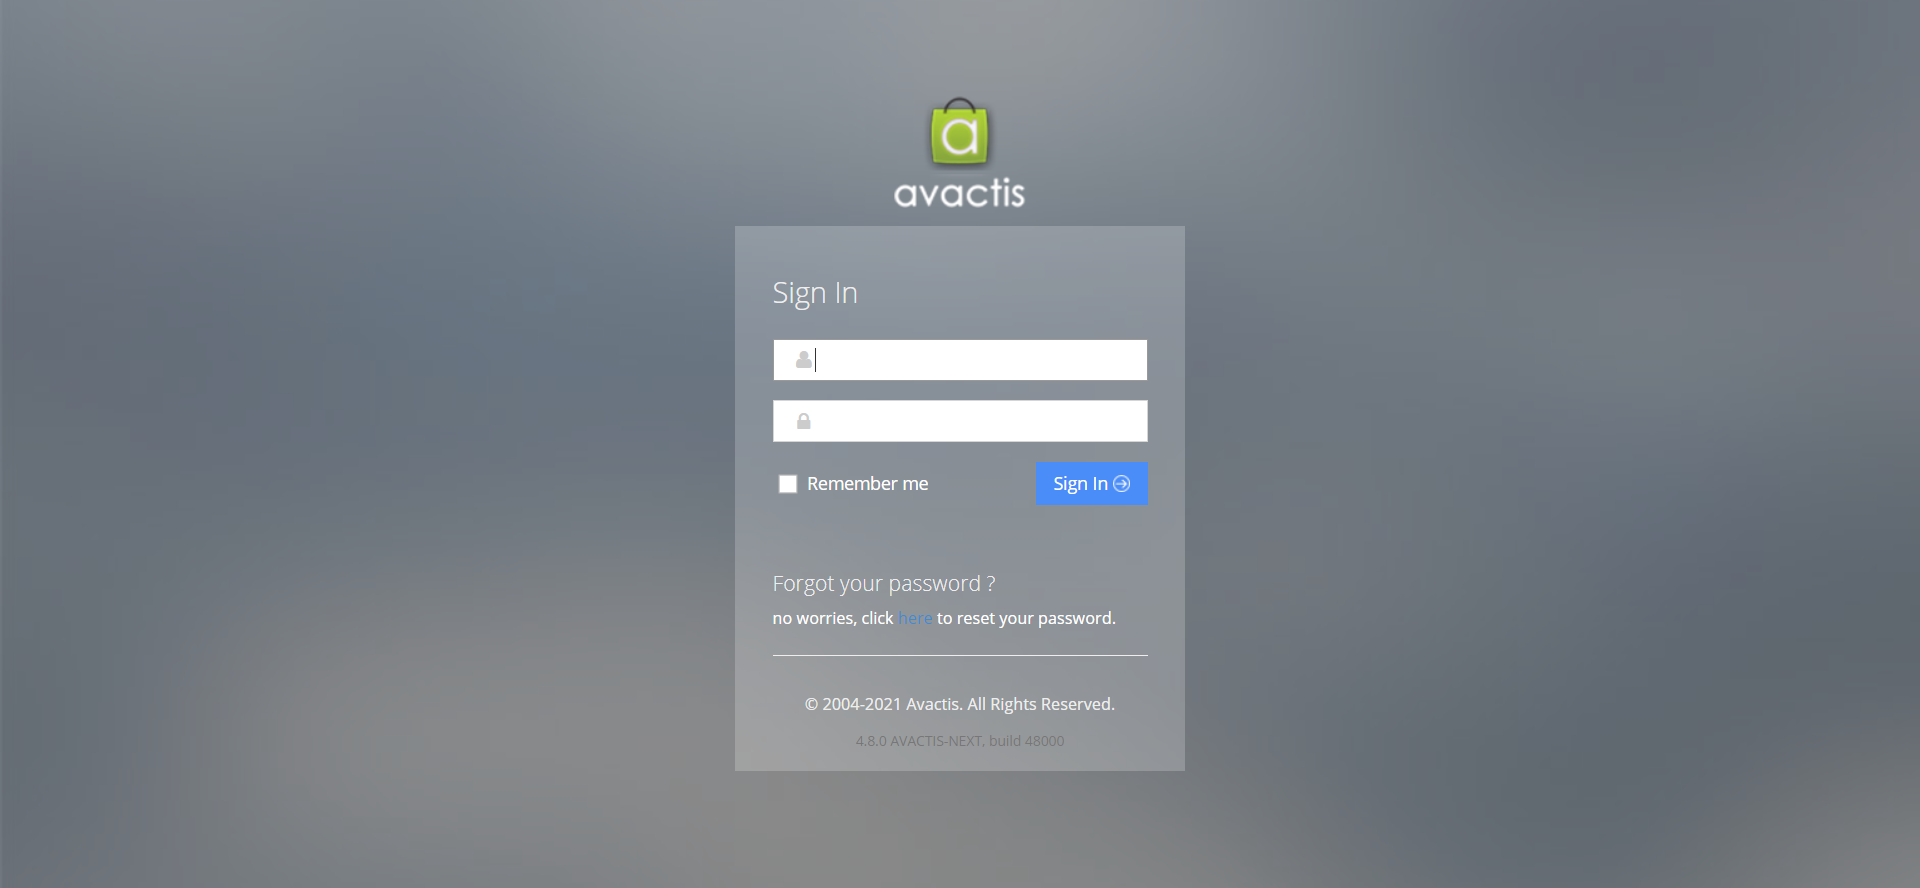 a
avactis
Sign In
Remember me
Sign In
Forgot your password ?
no worries, click here to reset your password.
© 2004-2021 Avactis. All Rights Reserved.
4.8.0 AVACTIS-NEXT, build 48000